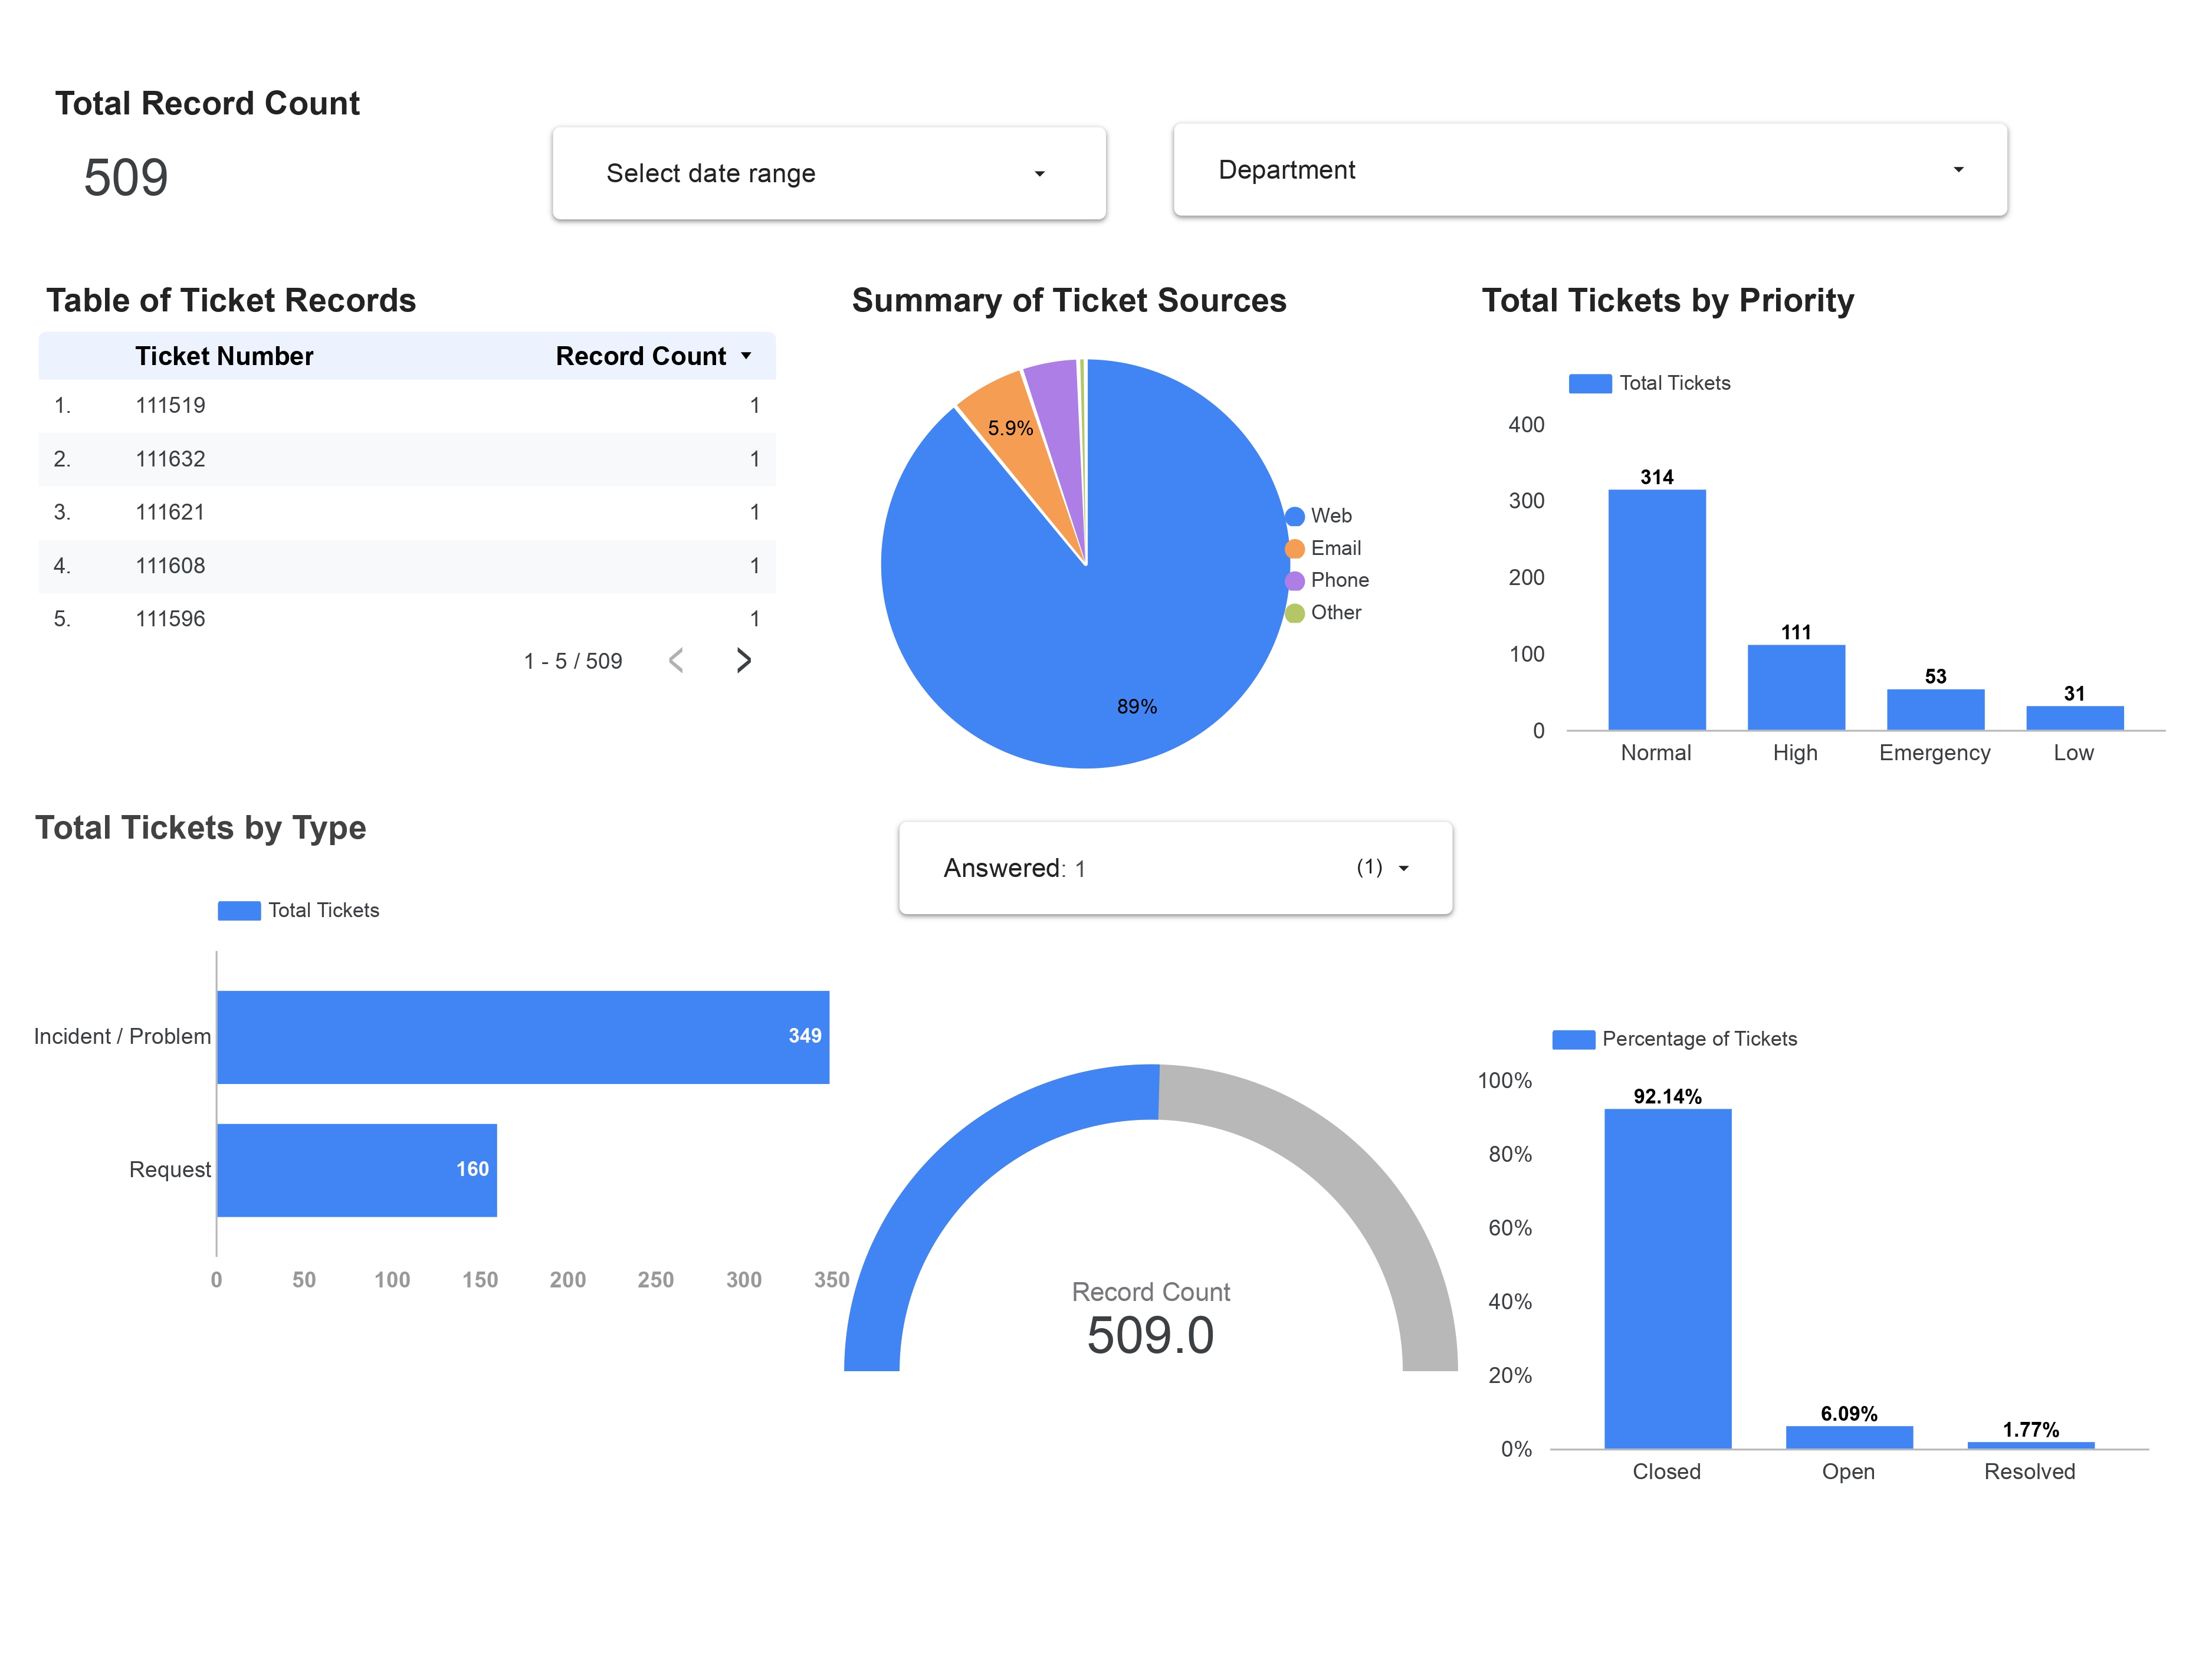 Total Record Count
509
Select date range
Department
Table of Ticket Records
Ticket Number Record Count
1. 111519 1
2. 111632 1
3. 111621 1
4. 111608 1
5. 111596 1
1 - 5 / 509
Summary of Ticket Sources
5.9%
89%
Web
Email
Phone
Other
Total Tickets by Priority
Total Tickets
400
300
200
100
0
314
111
53
31
Normal High Emergency Low
Total Tickets by Type
Total Tickets
Incident / Problem 349
Request 160
0 50 100 150 200 250 300 350
Answered: 1 (1)
Record Count
509.0
Percentage of Tickets
100%
80%
60%
40%
20%
0%
92.14%
6.09%
1.77%
Closed Open Resolved